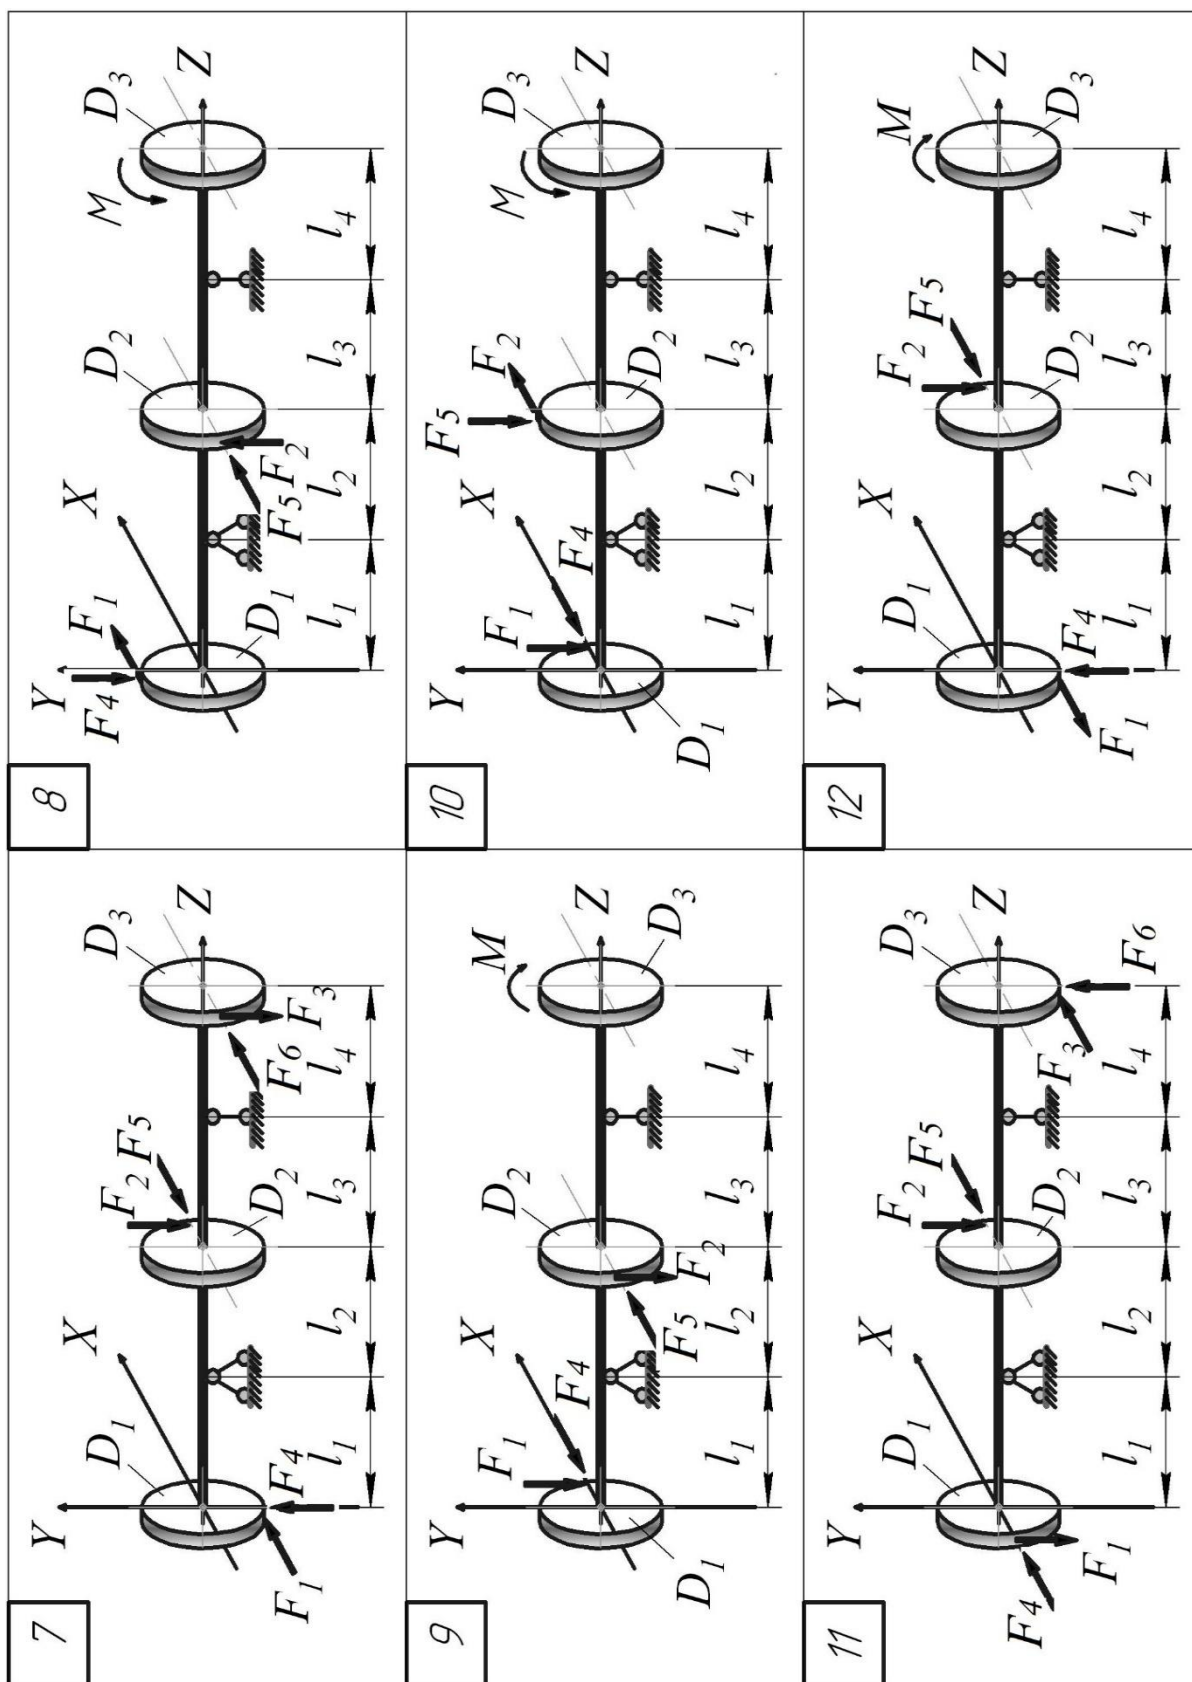 7
Y D₁ X F₂ F₅ D₃ Z
F₁ F₄ D₂ F₆ F₃
l₁ l₂ l₃ l₄
8
Y F₄ F₁ X D₂ M D₃ Z
D₁ F₅ F₂
l₁ l₂ l₃ l₄
9
Y F₁ F₄ X D₂ M Z
D₁ F₅ F₂ D₃
l₁ l₂ l₃ l₄
10
Y F₁ F₄ X F₅ F₂ M D₃ Z
D₁ D₂
l₁ l₂ l₃ l₄
11
Y D₁ X F₂ F₅ D₃ Z
F₄ F₁ D₂ F₃ F₆
l₁ l₂ l₃ l₄
12
Y D₁ X F₂ F₅ M Z
F₁ F₄ D₂ D₃
l₁ l₂ l₃ l₄